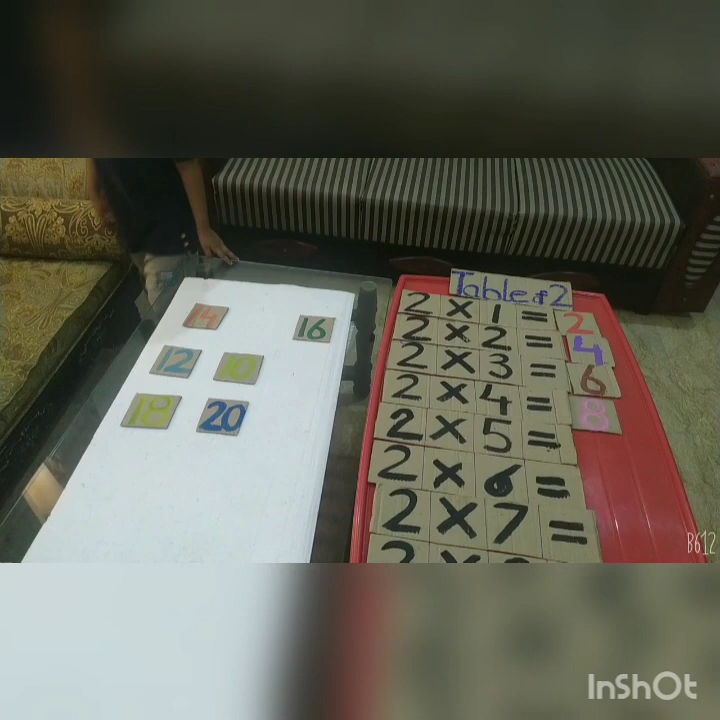 Table of 2
2 × 1 = 2
2 × 2 = 4
2 × 3 = 6
2 × 4 = 8
2 × 5 =
2 × 6 =
2 × 7 =
2 ×
14 16
12 10
18 20
B612
InShOt